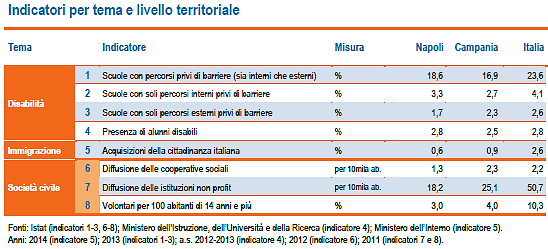 Indicatori per tema e livello territoriale
Tema Indicatore Misura Napoli Campania Italia
Disabilità
1 Scuole con percorsi privi di barriere (sia interni che esterni) % 18,6 16,9 23,6
2 Scuole con soli percorsi interni privi di barriere % 3,3 2,7 4,1
3 Scuole con soli percorsi esterni privi di barriere % 1,7 2,3 2,6
4 Presenza di alunni disabili % 2,8 2,5 2,8
Immigrazione 5 Acquisizioni della cittadinanza italiana % 0,6 0,9 2,6
Società civile
6 Diffusione delle cooperative sociali per 10mila ab. 1,3 2,3 2,2
7 Diffusione delle istituzioni non profit per 10mila ab. 18,2 25,1 50,7
8 Volontari per 100 abitanti di 14 anni e più % 3,0 4,0 10,3
Fonti: Istat (indicatori 1-3, 6-8); Ministero dell'Istruzione, dell'Università e della Ricerca (indicatore 4); Ministero dell'Interno (indicatore 5).
Anni: 2014 (indicatore 5); 2013 (indicatori 1-3); a.s. 2012-2013 (indicatore 4); 2012 (indicatore 6); 2011 (indicatori 7 e 8).